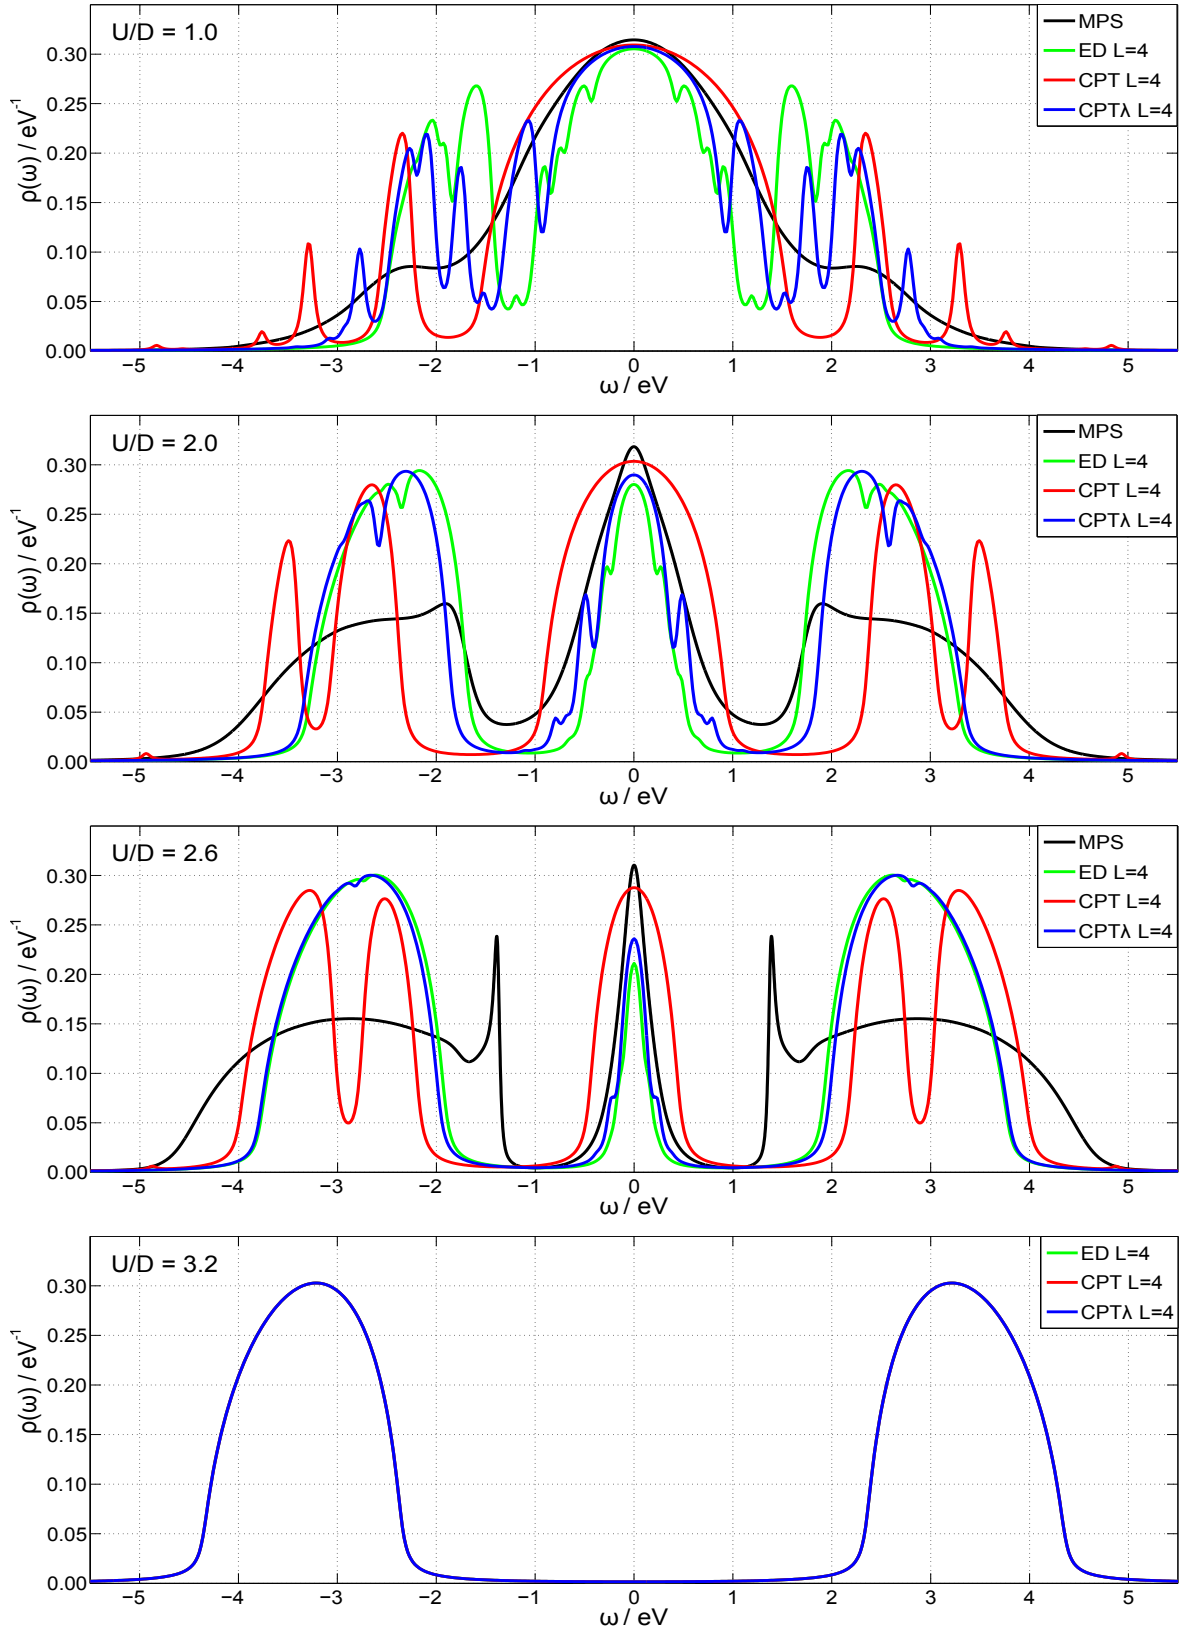 U/D = 1.0
MPS
ED L=4
CPT L=4
CPTλ L=4
ρ(ω) / eV⁻¹
0.30
0.25
0.20
0.15
0.10
0.05
0.00
−5 −4 −3 −2 −1 0 1 2 3 4 5
ω / eV
U/D = 2.0
MPS
ED L=4
CPT L=4
CPTλ L=4
ρ(ω) / eV⁻¹
0.30
0.25
0.20
0.15
0.10
0.05
0.00
−5 −4 −3 −2 −1 0 1 2 3 4 5
ω / eV
U/D = 2.6
MPS
ED L=4
CPT L=4
CPTλ L=4
ρ(ω) / eV⁻¹
0.30
0.25
0.20
0.15
0.10
0.05
0.00
−5 −4 −3 −2 −1 0 1 2 3 4 5
ω / eV
U/D = 3.2
ED L=4
CPT L=4
CPTλ L=4
ρ(ω) / eV⁻¹
0.30
0.25
0.20
0.15
0.10
0.05
0.00
−5 −4 −3 −2 −1 0 1 2 3 4 5
ω / eV